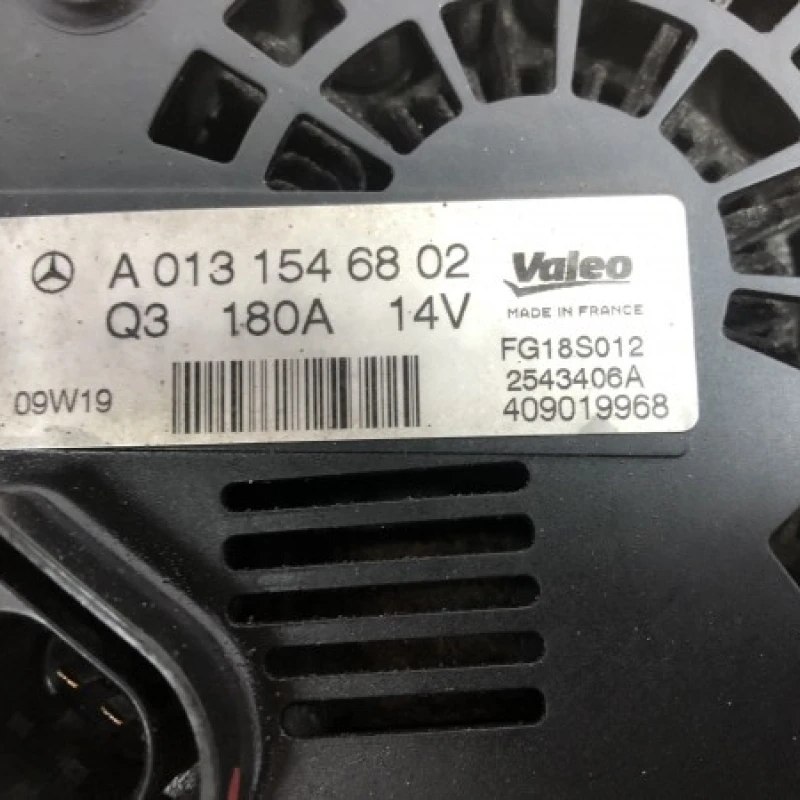 A 013 154 68 02
Q3 180A 14V
09W19
Valeo
MADE IN FRANCE
FG18S012
2543406A
409019968